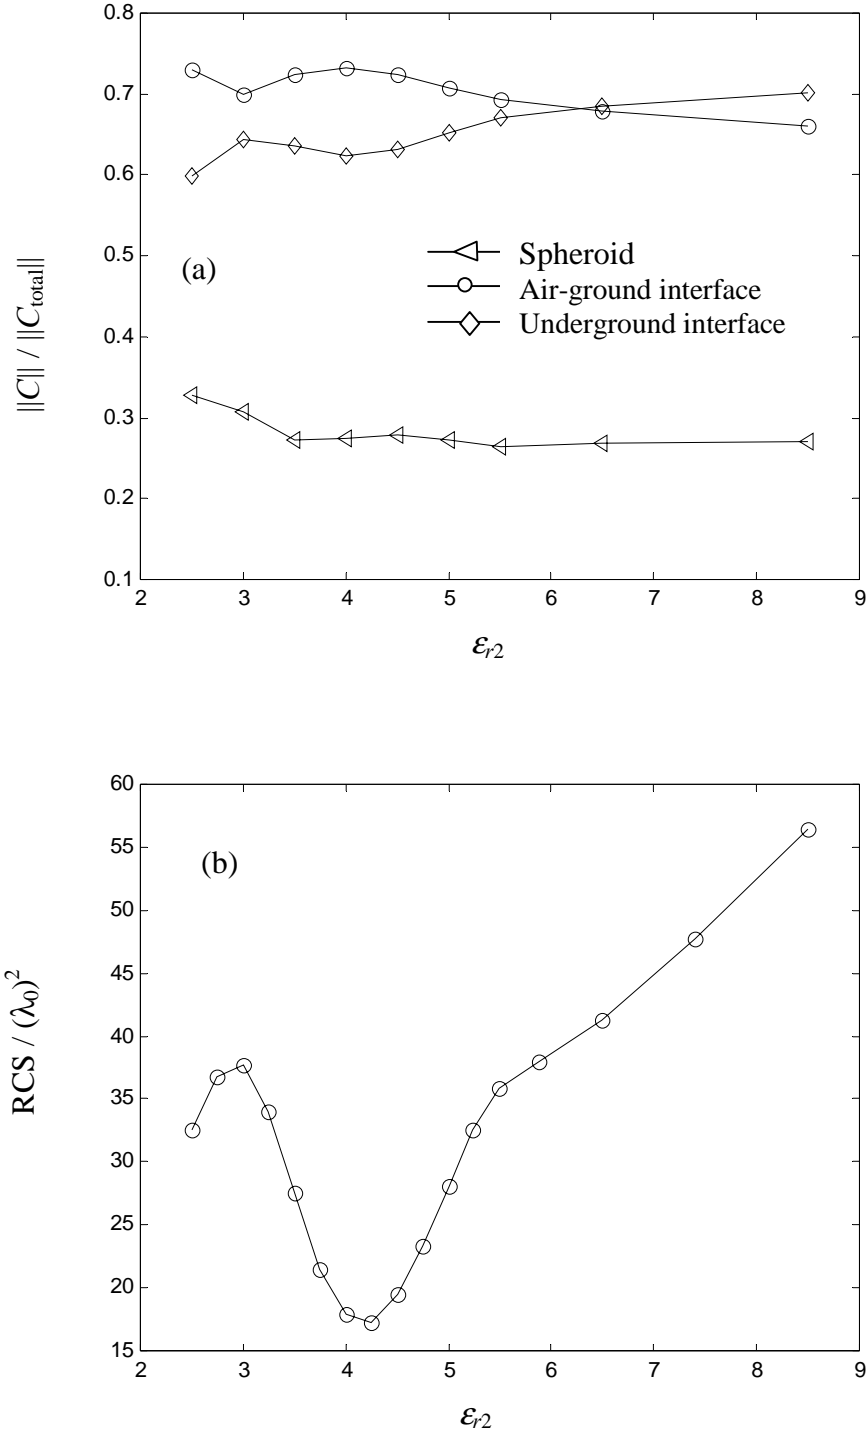 0.8
0.7
0.6
0.5
0.4
0.3
0.2
0.1
||C|| / ||C_total||
(a)
Spheroid
Air-ground interface
Underground interface
2 3 4 5 6 7 8 9
ε_r2
60
55
50
45
40
35
30
25
20
15
RCS / (λ₀)²
(b)
2 3 4 5 6 7 8 9
ε_r2